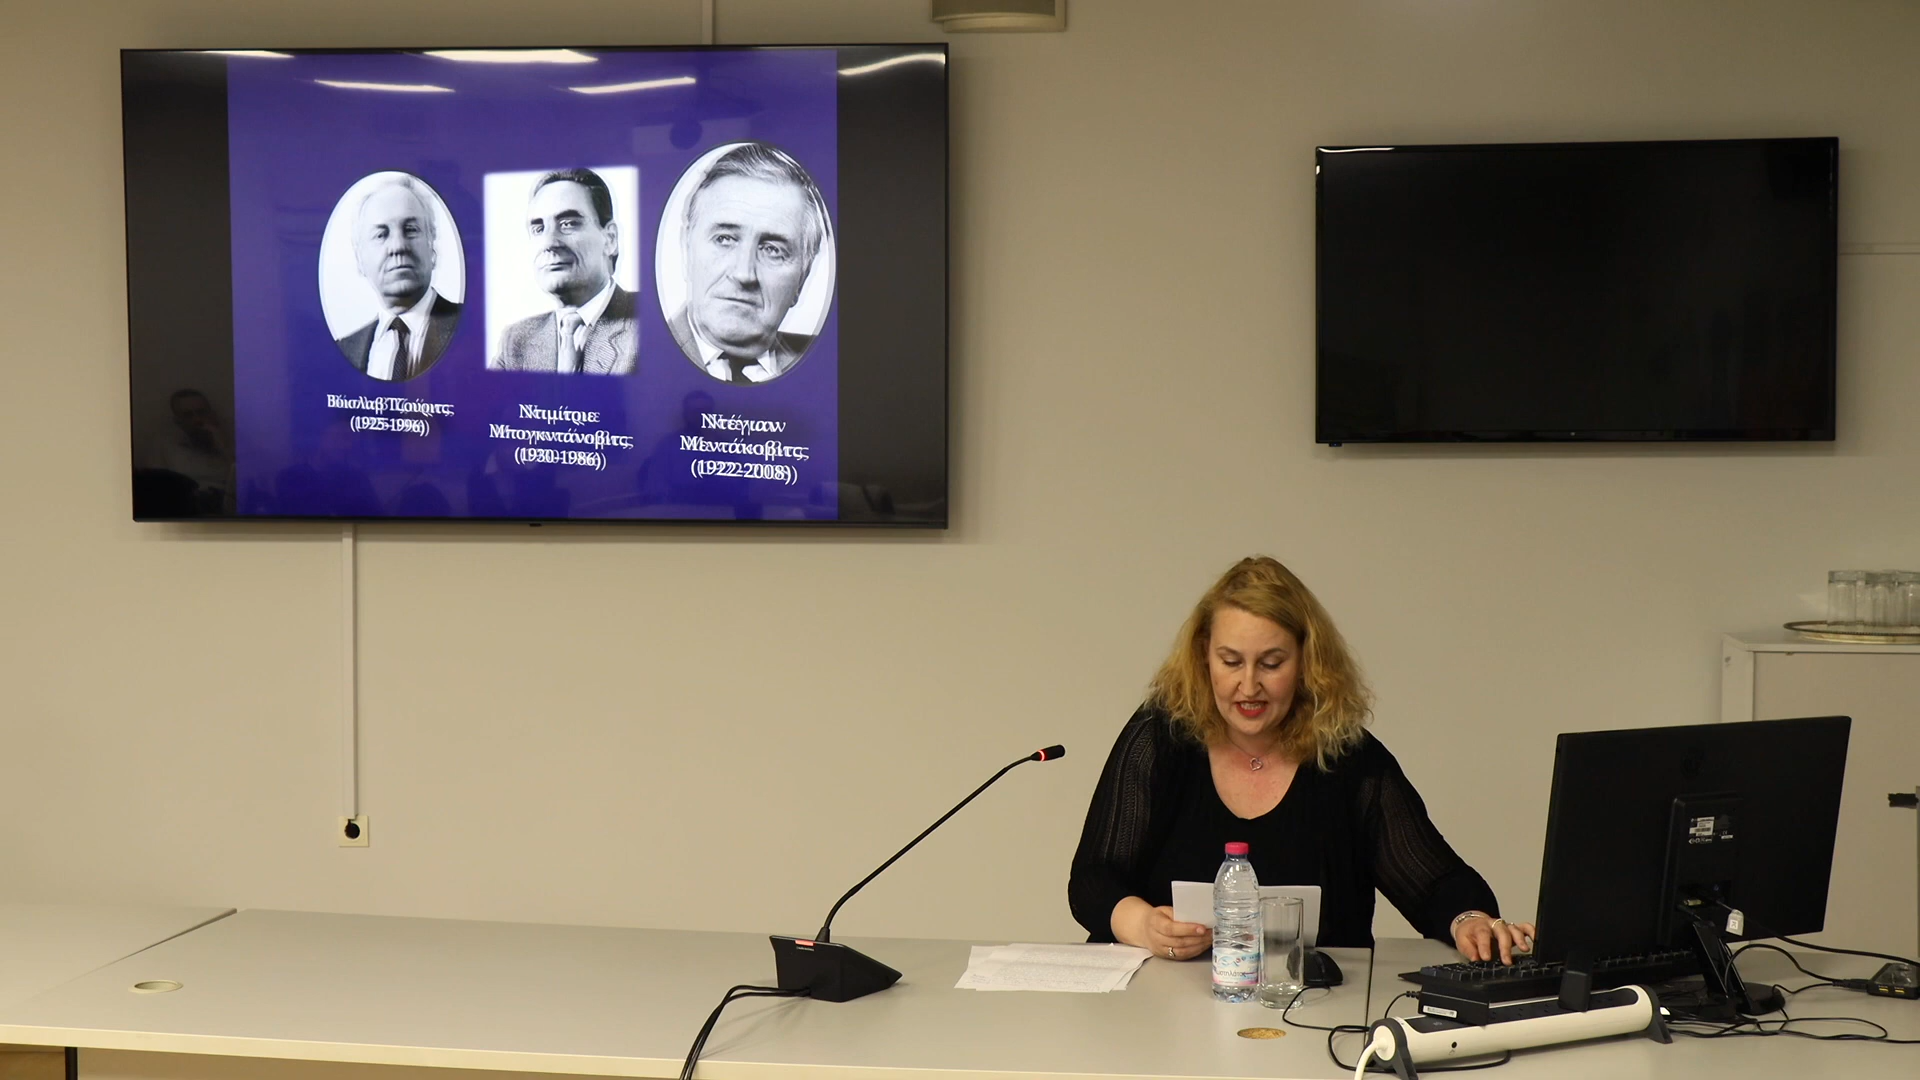 Βόισλαβ Τζούριτς
(1925-1996)
Ντιμίτριε
Μπογκντάνοβιτς
(1930-1986)
Ντέγιαν
Μεντάκοβιτς
(1922-2008)